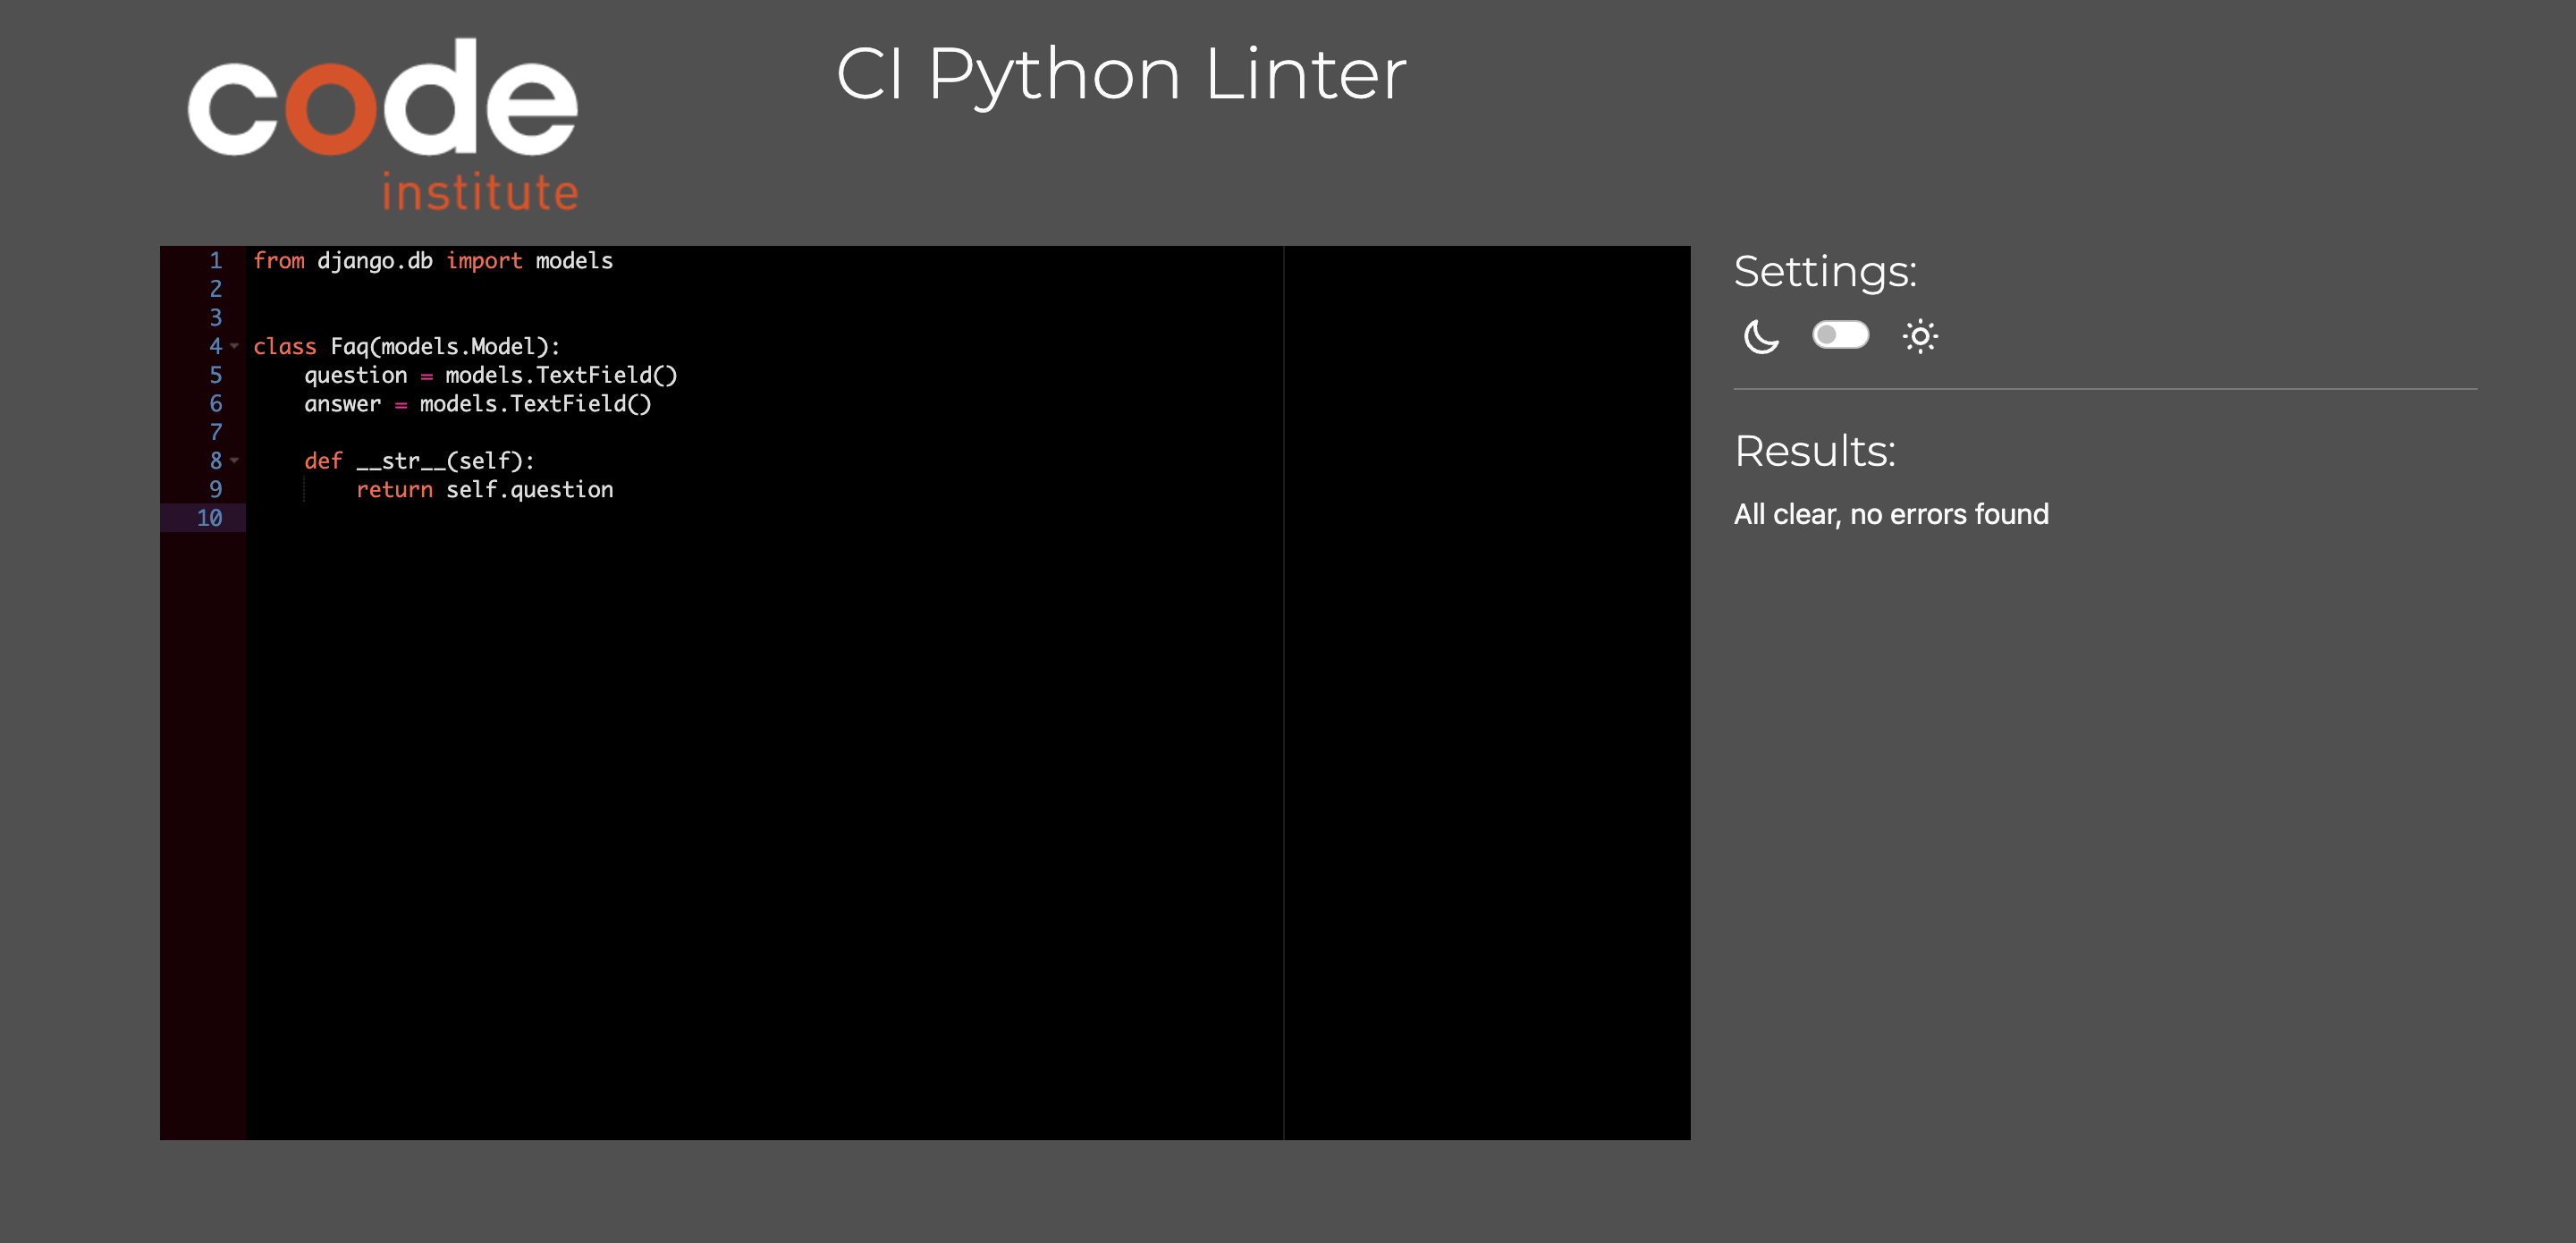 code
institute
CI Python Linter
1 from django.db import models
2
3
4 class Faq(models.Model):
5     question = models.TextField()
6     answer = models.TextField()
7
8     def __str__(self):
9         return self.question
10
Settings:
Results:
All clear, no errors found